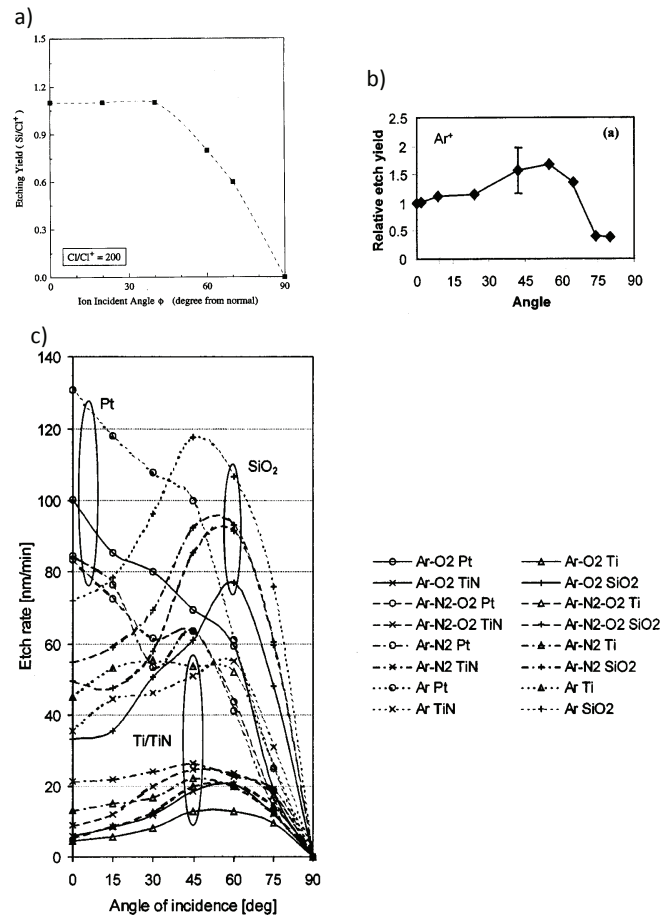 a)
1.5
1.2
0.9
0.6
0.3
0.0
Etching Yield ( Si/Cl⁺ )
Cl/Cl⁺ = 200
0
30
60
90
Ion Incident Angle ϕ (degree from normal)
b)
Ar⁺
(a)
2.5
2
1.5
1
0.5
0
Relative etch yield
0
15
30
45
60
75
90
Angle
c)
140
120
100
80
60
40
20
0
Etch rate [nm/min]
Pt
SiO₂
Ti/TiN
0
15
30
45
60
75
90
Angle of incidence [deg]
Ar-O2 Pt
Ar-O2 TiN
Ar-N2-O2 Pt
Ar-N2-O2 TiN
Ar-N2 Pt
Ar-N2 TiN
Ar Pt
Ar TiN
Ar-O2 Ti
Ar-O2 SiO2
Ar-N2-O2 Ti
Ar-N2-O2 SiO2
Ar-N2 Ti
Ar-N2 SiO2
Ar Ti
Ar SiO2